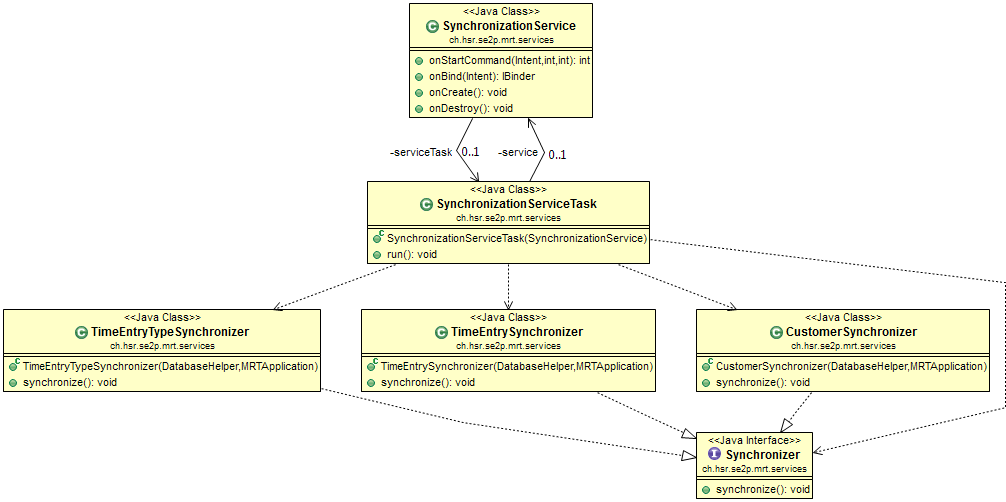 <<Java Class>>
C SynchronizationService
ch.hsr.se2p.mrt.services
onStartCommand(Intent,int,int): int
onBind(Intent): IBinder
onCreate(): void
onDestroy(): void
-serviceTask 0..1 -service 0..1
<<Java Class>>
C SynchronizationServiceTask
ch.hsr.se2p.mrt.services
c SynchronizationServiceTask(SynchronizationService)
run(): void
<<Java Class>>
C TimeEntryTypeSynchronizer
ch.hsr.se2p.mrt.services
c TimeEntryTypeSynchronizer(DatabaseHelper,MRTApplication)
synchronize(): void
<<Java Class>>
C TimeEntrySynchronizer
ch.hsr.se2p.mrt.services
c TimeEntrySynchronizer(DatabaseHelper,MRTApplication)
synchronize(): void
<<Java Class>>
C CustomerSynchronizer
ch.hsr.se2p.mrt.services
c CustomerSynchronizer(DatabaseHelper,MRTApplication)
synchronize(): void
<<Java Interface>>
I Synchronizer
ch.hsr.se2p.mrt.services
synchronize(): void